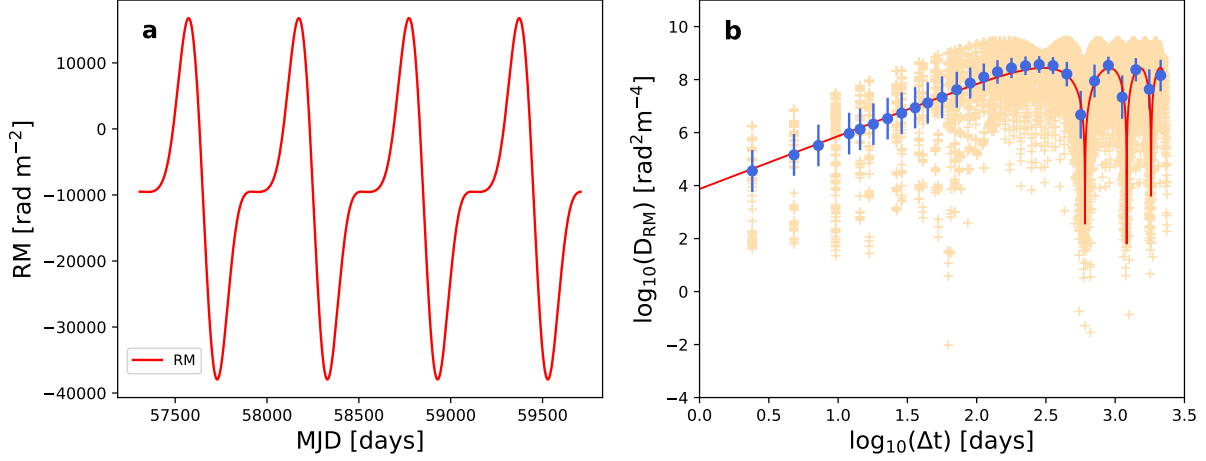 a
RM [rad m⁻²]
10000
0
−10000
−20000
−30000
−40000
RM
57500 58000 58500 59000 59500
MJD [days]
b
log₁₀(D_RM) [rad²m⁻⁴]
10
8
6
4
2
0
−2
−4
0.0 0.5 1.0 1.5 2.0 2.5 3.0 3.5
log₁₀(Δt) [days]